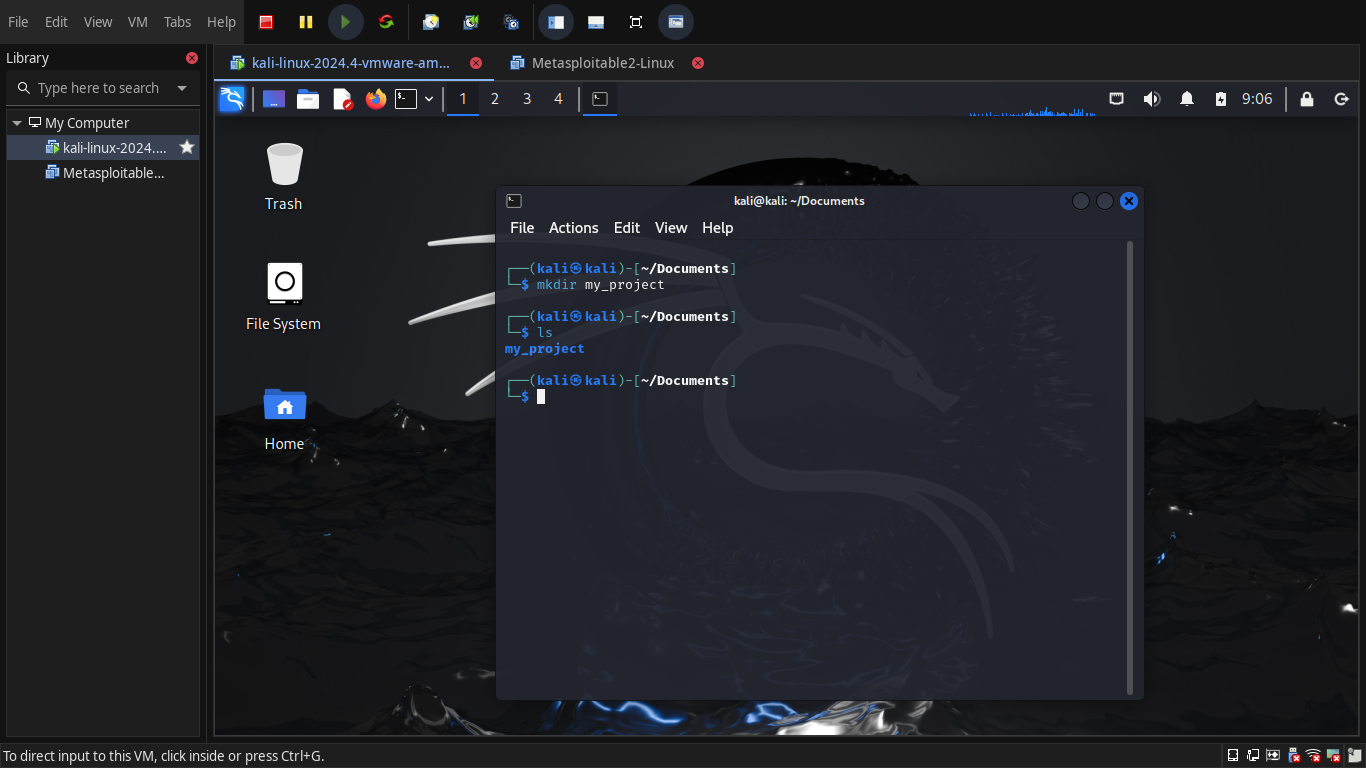 File Edit View VM Tabs Help
Library
Type here to search
My Computer
kali-linux-2024....
Metasploitable...
kali-linux-2024.4-vmware-am...
Metasploitable2-Linux
1 2 3 4
9:06
Trash
File System
Home
kali@kali: ~/Documents
File Actions Edit View Help
┌──(kali㉿kali)-[~/Documents]
└─$ mkdir my_project
┌──(kali㉿kali)-[~/Documents]
└─$ ls
my_project
┌──(kali㉿kali)-[~/Documents]
└─$
To direct input to this VM, click inside or press Ctrl+G.